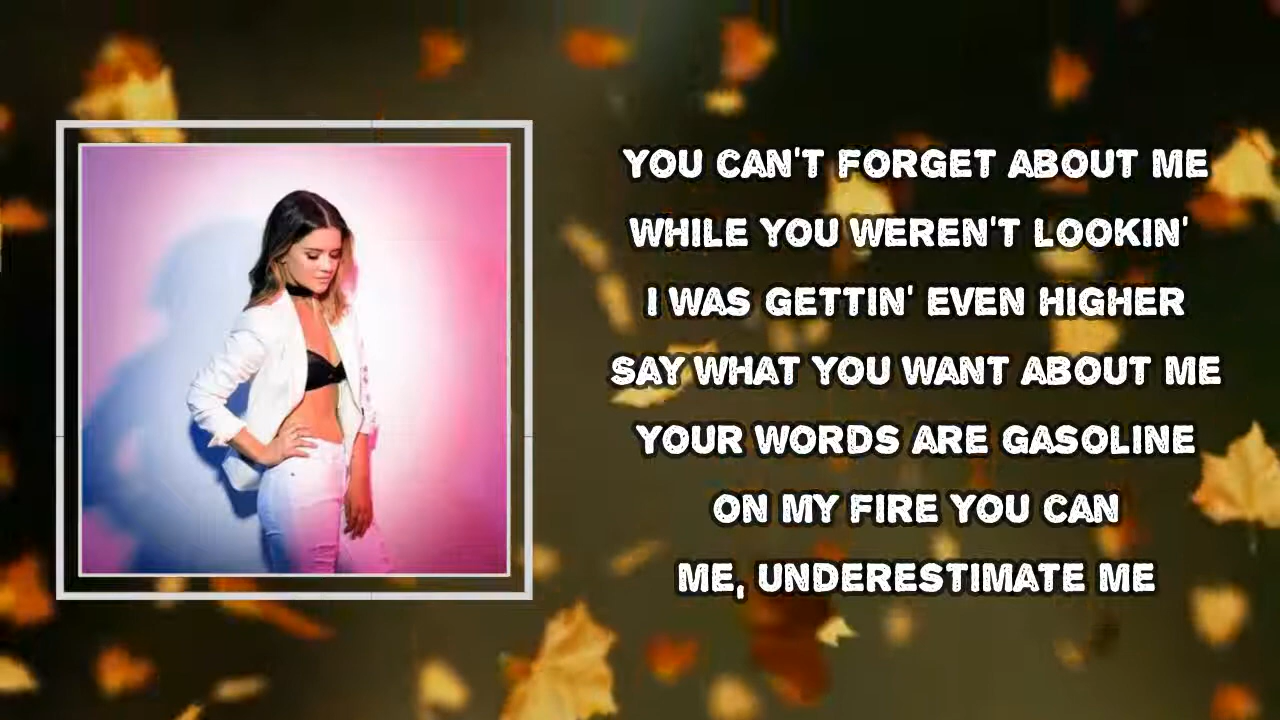 YOU CAN'T FORGET ABOUT ME
WHILE YOU WEREN'T LOOKIN'
I WAS GETTIN' EVEN HIGHER
SAY WHAT YOU WANT ABOUT ME
YOUR WORDS ARE GASOLINE
ON MY FIRE YOU CAN
ME, UNDERESTIMATE ME